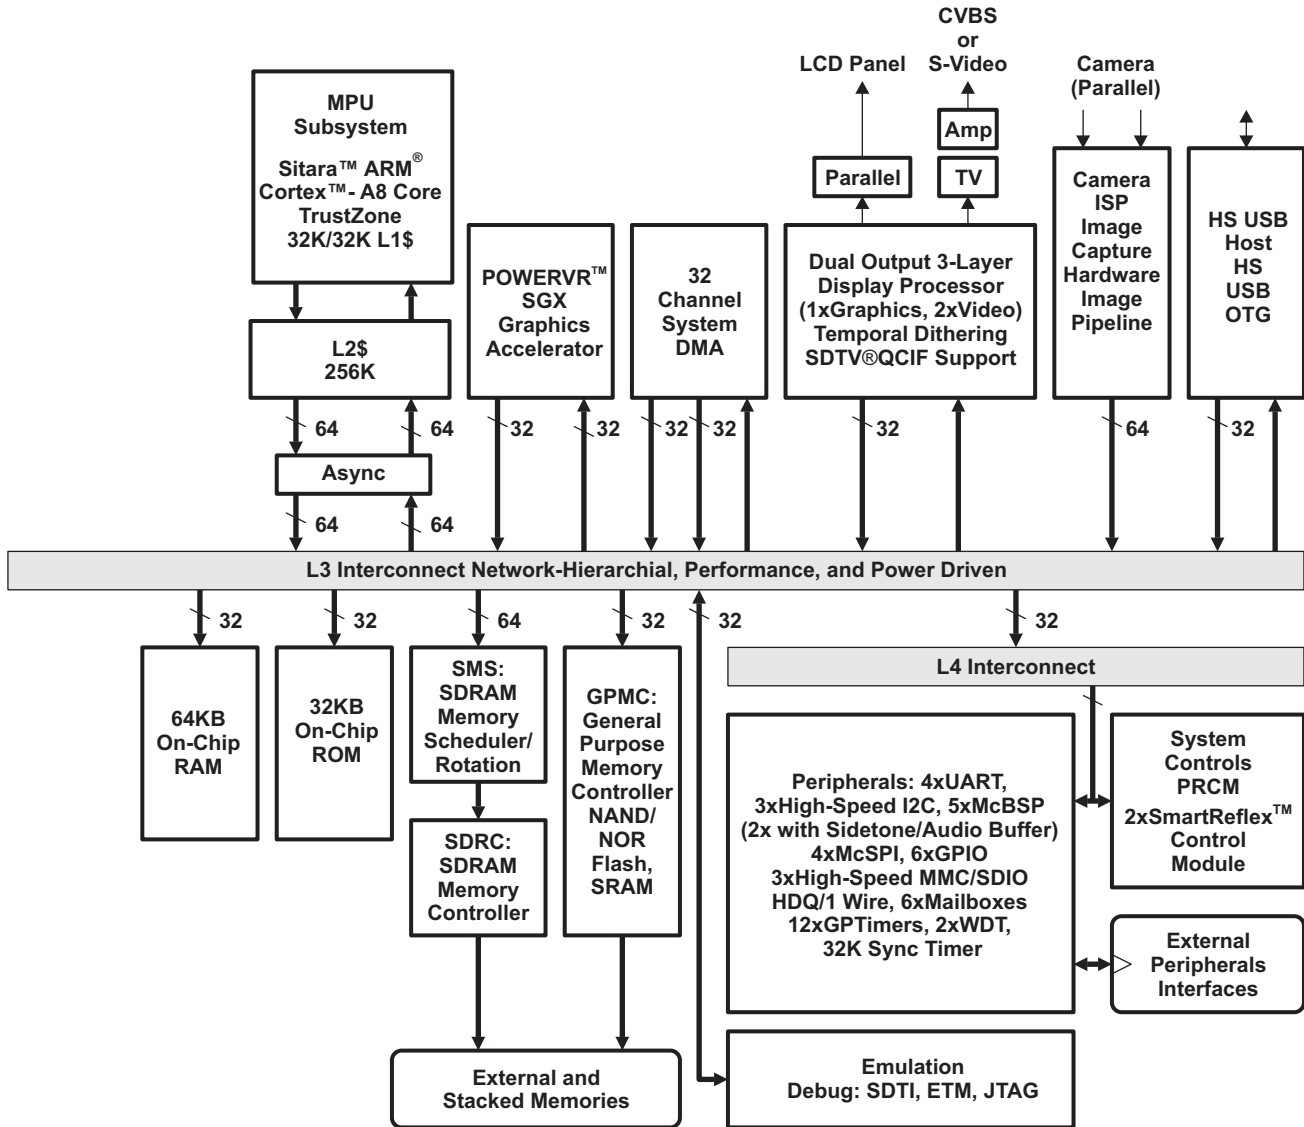 CVBS
or
S-Video
LCD Panel
Camera
(Parallel)
MPU
Subsystem
Sitara™ ARM®
Cortex™- A8 Core
TrustZone
32K/32K L1$
Amp
Parallel
TV
L2$
256K
POWERVR™
SGX
Graphics
Accelerator
32
Channel
System
DMA
Dual Output 3-Layer
Display Processor
(1xGraphics, 2xVideo)
Temporal Dithering
SDTV®QCIF Support
Camera
ISP
Image
Capture
Hardware
Image
Pipeline
HS USB
Host
HS
USB
OTG
64
64
32
32
32
32
32
64
32
Async
64
64
L3 Interconnect Network-Hierarchial, Performance, and Power Driven
32
32
64
32
32
32
64KB
On-Chip
RAM
32KB
On-Chip
ROM
SMS:
SDRAM
Memory
Scheduler/
Rotation
SDRC:
SDRAM
Memory
Controller
GPMC:
General
Purpose
Memory
Controller
NAND/
NOR
Flash,
SRAM
L4 Interconnect
Peripherals: 4xUART,
3xHigh-Speed I2C, 5xMcBSP
(2x with Sidetone/Audio Buffer)
4xMcSPI, 6xGPIO
3xHigh-Speed MMC/SDIO
HDQ/1 Wire, 6xMailboxes
12xGPTimers, 2xWDT,
32K Sync Timer
System
Controls
PRCM
2xSmartReflex™
Control
Module
External
Peripherals
Interfaces
External and
Stacked Memories
Emulation
Debug: SDTI, ETM, JTAG